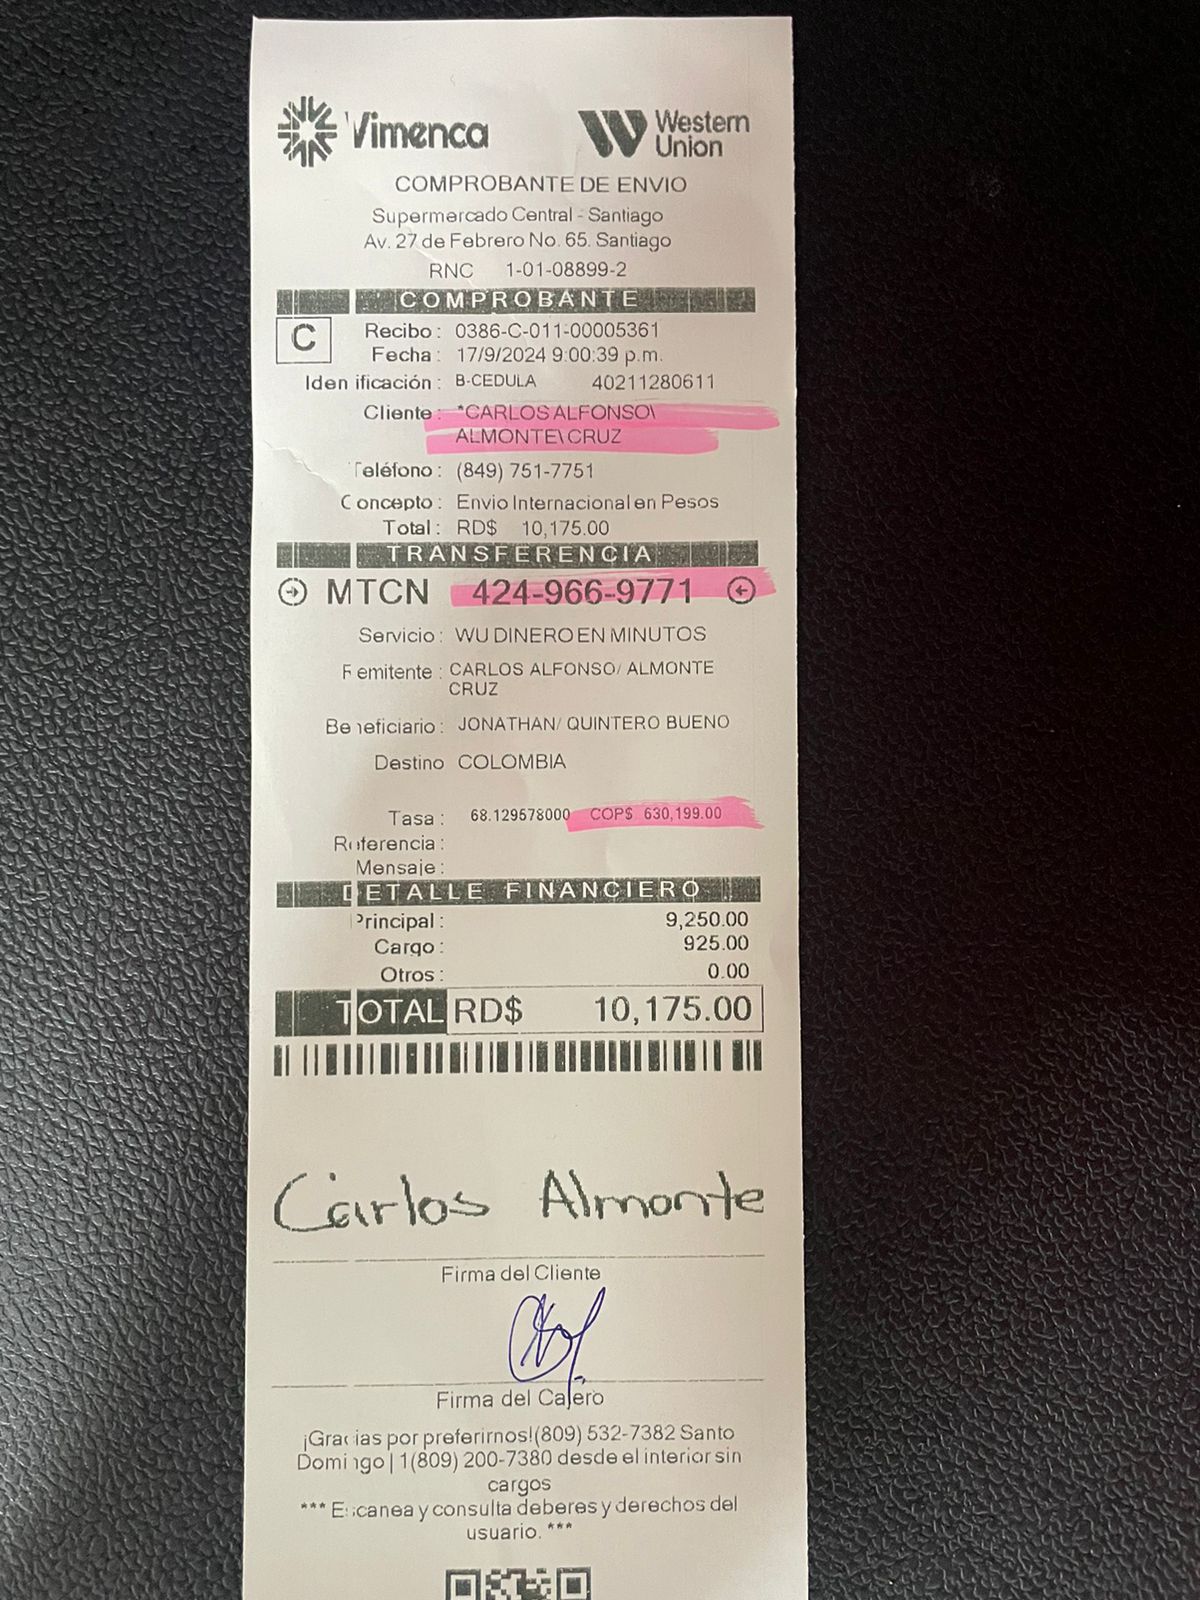 Vimenca Western Union
COMPROBANTE DE ENVIO
Supermercado Central - Santiago
Av. 27 de Febrero No. 65. Santiago
RNC 1-01-08899-2
COMPROBANTE
C
Recibo : 0386-C-011-00005361
Fecha : 17/9/2024 9:00:39 p.m.
Iden ificación : B-CEDULA 40211280611
Cliente : *CARLOS ALFONSO\
ALMONTE\CRUZ
Teléfono : (849) 751-7751
Concepto : Envio Internacional en Pesos
Total : RD$ 10,175.00
TRANSFERENCIA
MTCN 424-966-9771
Servicio : WU DINERO EN MINUTOS
Remitente : CARLOS ALFONSO/ ALMONTE
CRUZ
Beneficiario : JONATHAN/ QUINTERO BUENO
Destino COLOMBIA
Tasa : 68.129578000 COP$ 630,199.00
Referencia :
Mensaje :
DETALLE FINANCIERO
Principal : 9,250.00
Cargo : 925.00
Otros : 0.00
TOTAL RD$ 10,175.00
Carlos Almonte
Firma del Cliente
Firma del Cajero
¡Gracias por preferirnos!(809) 532-7382 Santo
Domingo | 1(809) 200-7380 desde el interior sin
cargos
*** Escanea y consulta deberes y derechos del
usuario. ***